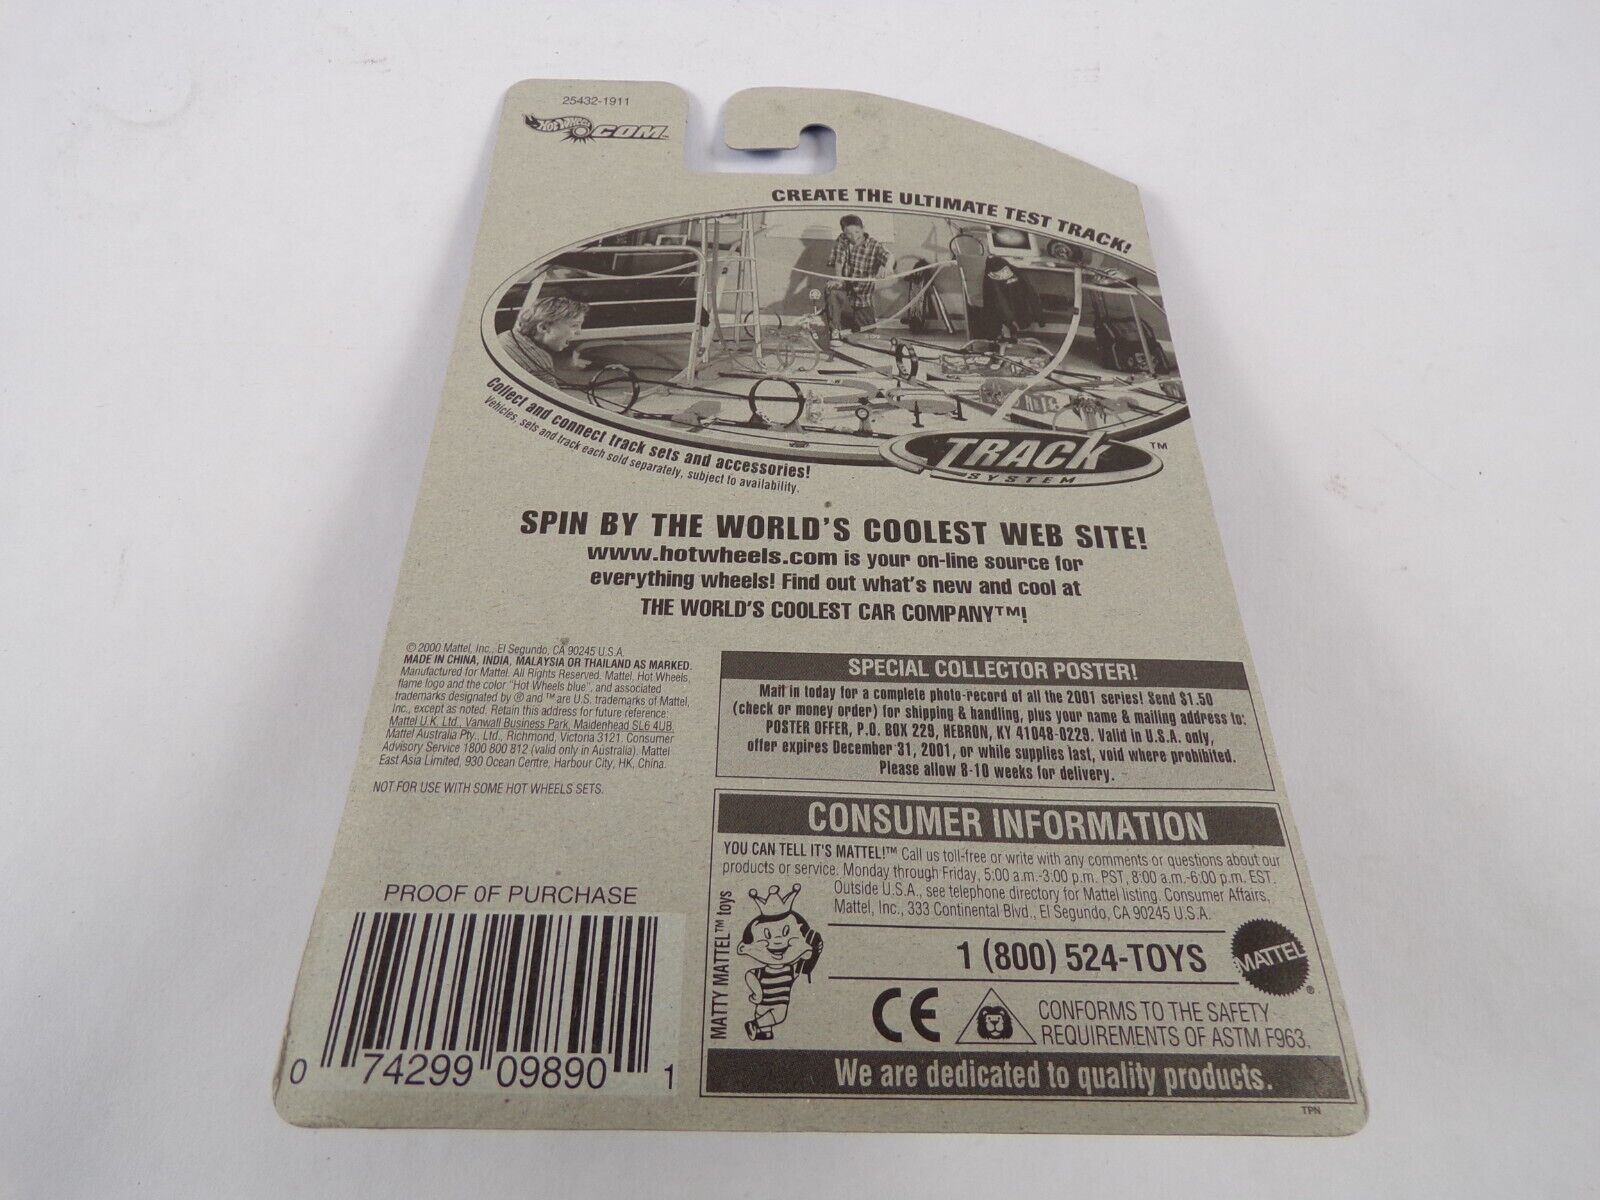 25432-1911
HOT WHEELS .COM™
CREATE THE ULTIMATE TEST TRACK!
Collect and connect track sets and accessories!
Vehicles, sets and track each sold separately, subject to availability.
TRACK™
SYSTEM
SPIN BY THE WORLD'S COOLEST WEB SITE!
www.hotwheels.com is your on-line source for
everything wheels! Find out what's new and cool at
THE WORLD'S COOLEST CAR COMPANY™!
© 2000 Mattel, Inc., El Segundo, CA 90245 U.S.A.
MADE IN CHINA, INDIA, MALAYSIA OR THAILAND AS MARKED.
Manufactured for Mattel. All Rights Reserved. Mattel, Hot Wheels,
flame logo and the color "Hot Wheels blue", and associated
trademarks designated by ® and ™ are U.S. trademarks of Mattel,
Inc., except as noted. Retain this address for future reference:
Mattel U.K. Ltd., Vanwall Business Park, Maidenhead SL6 4UB.
Mattel Australia Pty., Ltd., Richmond, Victoria 3121. Consumer
Advisory Service 1800 800 812 (valid only in Australia). Mattel
East Asia Limited, 930 Ocean Centre, Harbour City, HK, China.
NOT FOR USE WITH SOME HOT WHEELS SETS.
SPECIAL COLLECTOR POSTER!
Mail in today for a complete photo-record of all the 2001 series! Send $1.50
(check or money order) for shipping & handling, plus your name & mailing address to:
POSTER OFFER, P.O. BOX 229, HEBRON, KY 41048-0229. Valid in U.S.A. only,
offer expires December 31, 2001, or while supplies last, void where prohibited.
Please allow 8-10 weeks for delivery.
CONSUMER INFORMATION
YOU CAN TELL IT'S MATTEL!™ Call us toll-free or write with any comments or questions about our
products or service. Monday through Friday, 5:00 a.m.-3:00 p.m. PST, 8:00 a.m.-6:00 p.m. EST.
Outside U.S.A., see telephone directory for Mattel listing. Consumer Affairs,
Mattel, Inc., 333 Continental Blvd., El Segundo, CA 90245 U.S.A.
MATTY MATTEL™ toys
1 (800) 524-TOYS
MATTEL®
CE
CONFORMS TO THE SAFETY
REQUIREMENTS OF ASTM F963.
We are dedicated to quality products.
TPN
PROOF OF PURCHASE
0 74299 09890 1